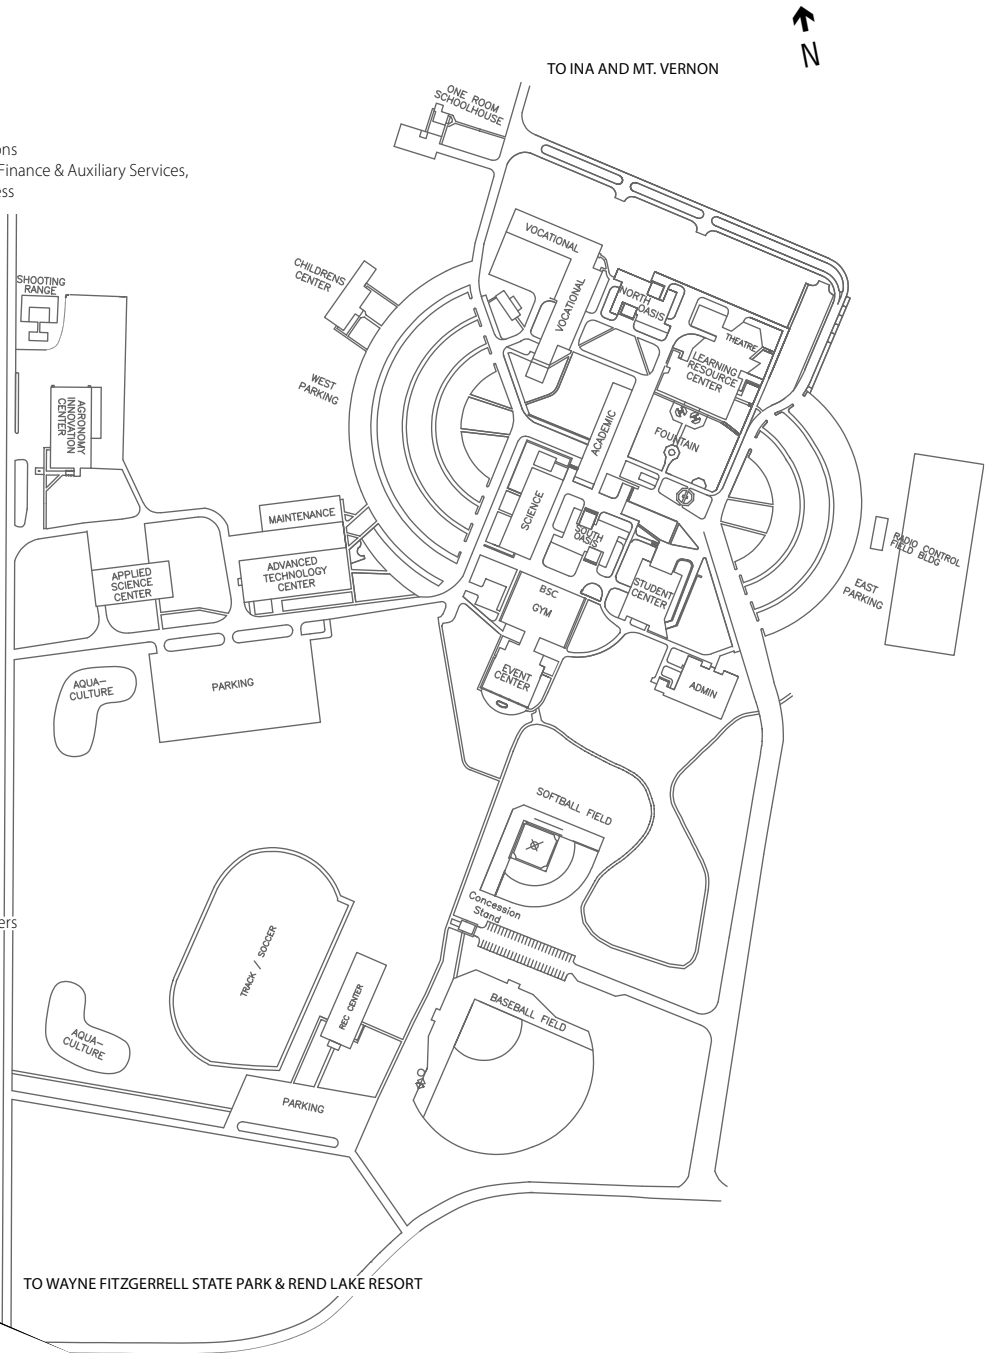 N
TO INA AND MT. VERNON
ONE ROOM
SCHOOLHOUSE
ons
Finance & Auxiliary Services,
ess
VOCATIONAL
VOCATIONAL
CHILDRENS
CENTER
SHOOTING
RANGE
NORTH
OASIS
THEATRE
LEARNING
RESOURCE
CENTER
WEST
PARKING
AGRONOMY
INNOVATION
CENTER
ACADEMIC
FOUNTAIN
SCIENCE
MAINTENANCE
SOUTH
OASIS
RADIO CONTROL
FIELD BLDG
ADVANCED
TECHNOLOGY
CENTER
APPLIED
SCIENCE
CENTER
BSC
GYM
STUDENT
CENTER
EAST
PARKING
EVENT
CENTER
ADMIN
AQUA-
CULTURE
PARKING
SOFTBALL FIELD
Concession
Stand
ers
TRACK / SOCCER
REC CENTER
BASEBALL FIELD
AQUA-
CULTURE
PARKING
TO WAYNE FITZGERRELL STATE PARK & REND LAKE RESORT